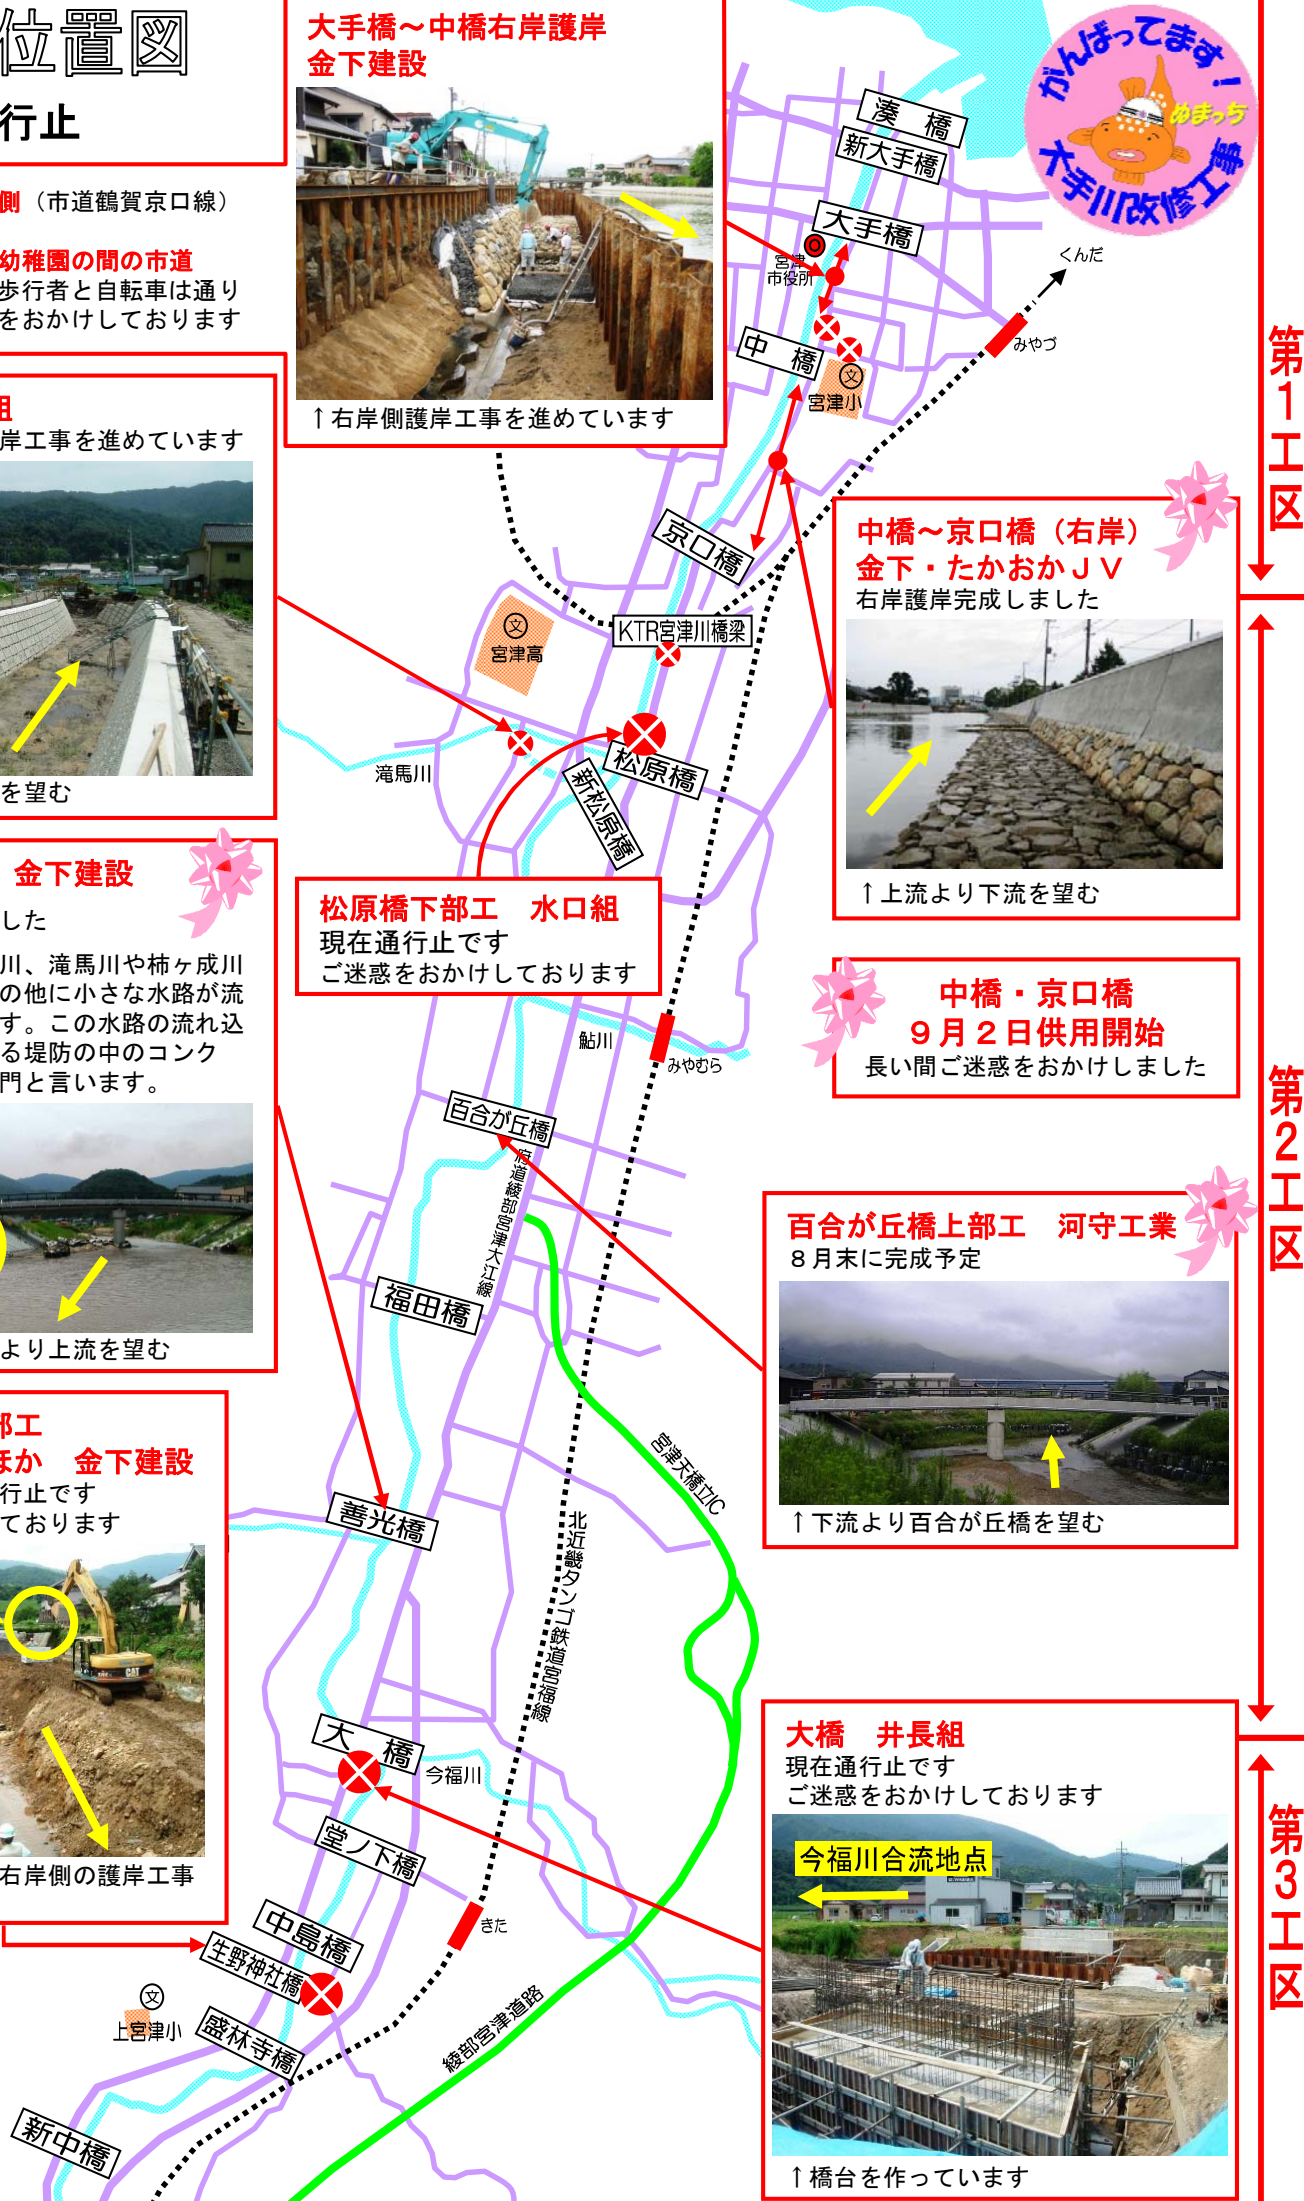 位置図
行止
側（市道鶴賀京口線）
幼稚園の間の市道
歩行者と自転車は通り
をおかけしております
大手橋～中橋右岸護岸
金下建設
↑右岸側護岸工事を進めています
がんばってます！
ぬまっち
大手川改修工事
湊橋
新大手橋
大手橋
宮津
市役所
くんだ
みやづ
中橋
文
宮津小
第1工区
組
岸工事を進めています
を望む
京口橋
KTR宮津川橋梁
文
宮津高
中橋～京口橋（右岸）
金下・たかおかＪＶ
右岸護岸完成しました
↑上流より下流を望む
滝馬川
松原橋
新松原橋
金下建設
した
川、滝馬川や柿ヶ成川
の他に小さな水路が流
す。この水路の流れ込
る堤防の中のコンク
門と言います。
より上流を望む
松原橋下部工　水口組
現在通行止です
ご迷惑をおかけしております
中橋・京口橋
９月２日供用開始
長い間ご迷惑をおかけしました
鮎川
みやむら
第2工区
百合が丘橋
府道綾部宮津大江線
福田橋
百合が丘橋上部工　河守工業
８月末に完成予定
↑下流より百合が丘橋を望む
部工
ほか　金下建設
行止です
ております
CAT
右岸側の護岸工事
宮津天橋立IC
善光橋
北近畿タンゴ鉄道宮福線
大橋
今福川
堂ノ下橋
大橋　井長組
現在通行止です
ご迷惑をおかけしております
今福川合流地点
↑橋台を作っています
第3工区
きた
中島橋
生野神社橋
文
上宮津小
盛林寺橋
綾部宮津道路
新中橋